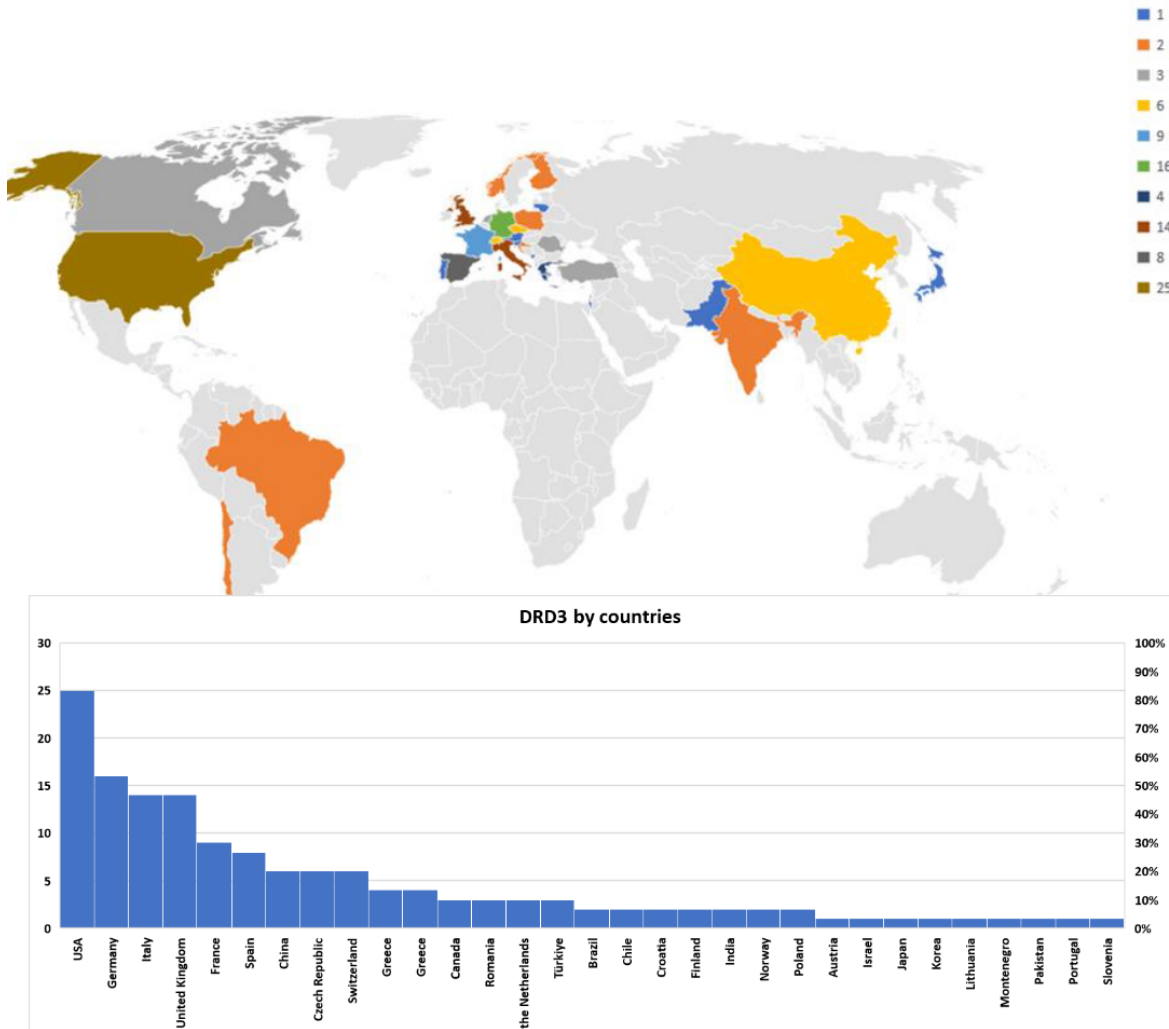 1
2
3
6
9
16
4
14
8
25
DRD3 by countries
30
25
20
15
10
5
0
100%
90%
80%
70%
60%
50%
40%
30%
20%
10%
0%
USA
Germany
Italy
United Kingdom
France
Spain
China
Czech Republic
Switzerland
Greece
Greece
Canada
Romania
the Netherlands
Türkiye
Brazil
Chile
Croatia
Finland
India
Norway
Poland
Austria
Israel
Japan
Korea
Lithuania
Montenegro
Pakistan
Portugal
Slovenia